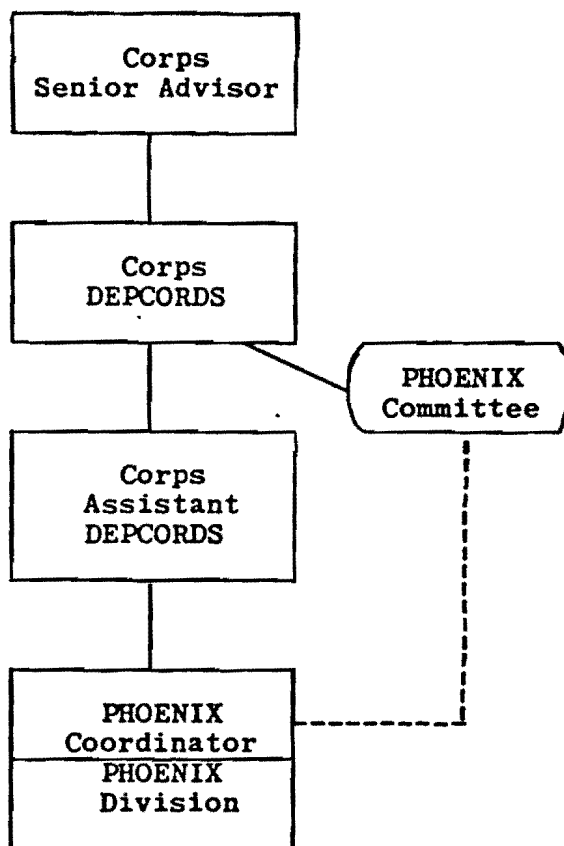 Corps
Senior Advisor
Corps
DEPCORDS
PHOENIX
Committee
Corps
Assistant
DEPCORDS
PHOENIX
Coordinator
PHOENIX
Division